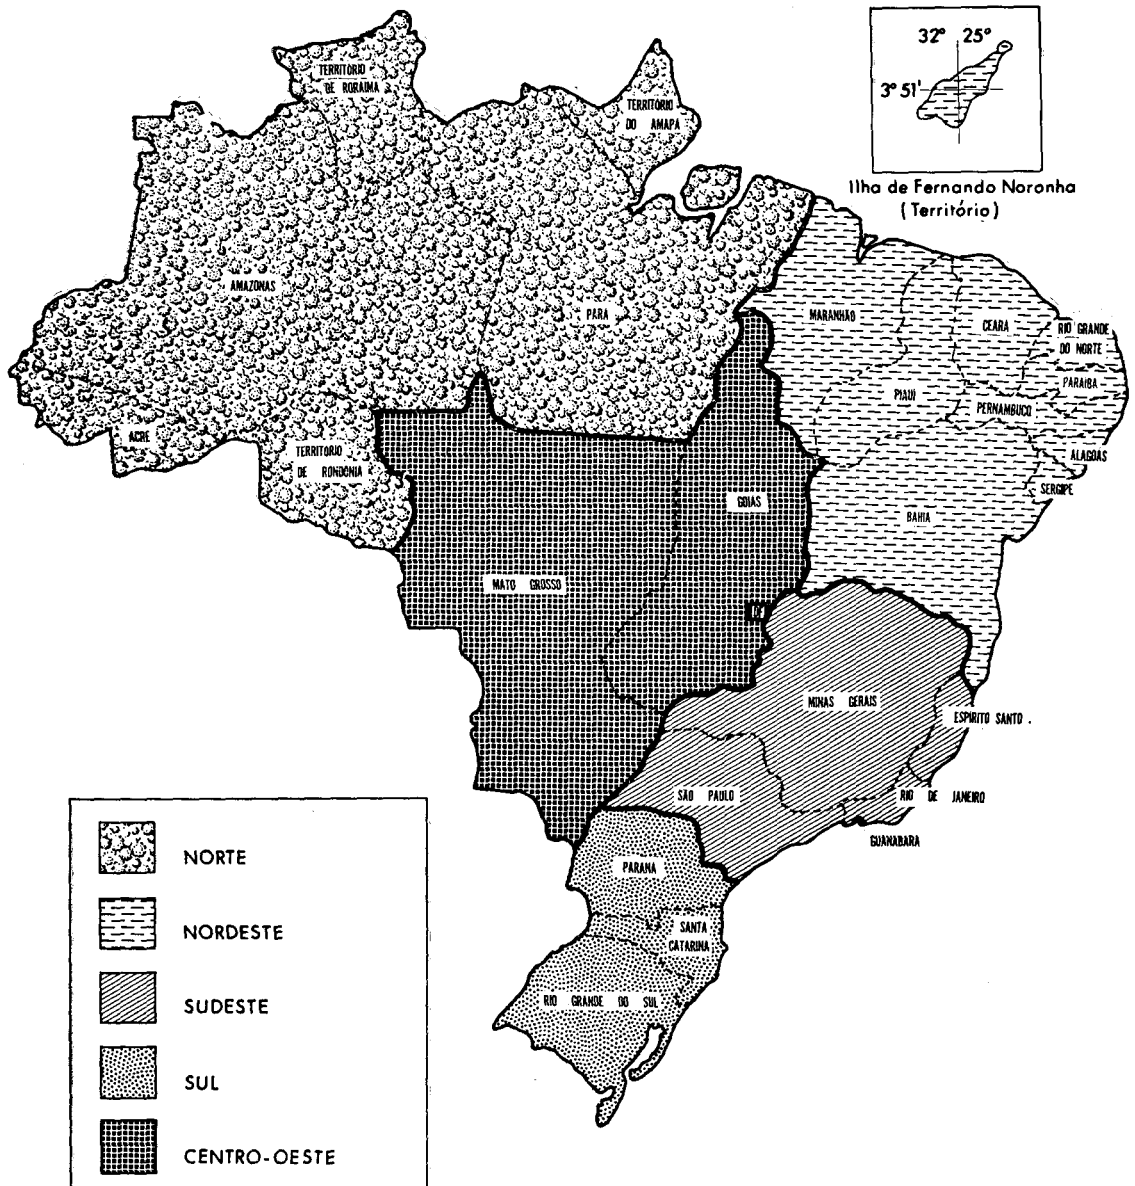 TERRITÓRIO
DE RORAIMA
TERRITÓRIO
DO AMAPÁ
32° 25°
3° 51'
Ilha de Fernando Noronha
(Território)
AMAZONAS
PARÁ
MARANHÃO
CEARÁ
RIO GRANDE
DO NORTE
PARAIBA
PIAUÍ
PERNAMBUCO
ACRE
TERRITÓRIO
DE RONDÔNIA
ALAGOAS
SERGIPE
GOIÁS
BAHIA
MATO GROSSO
DF
MINAS GERAIS
ESPÍRITO SANTO .
SÃO PAULO
RIO DE JANEIRO
GUANABARA
PARANÁ
SANTA
CATARINA
RIO GRANDE DO SUL
NORTE
NORDESTE
SUDESTE
SUL
CENTRO-OESTE